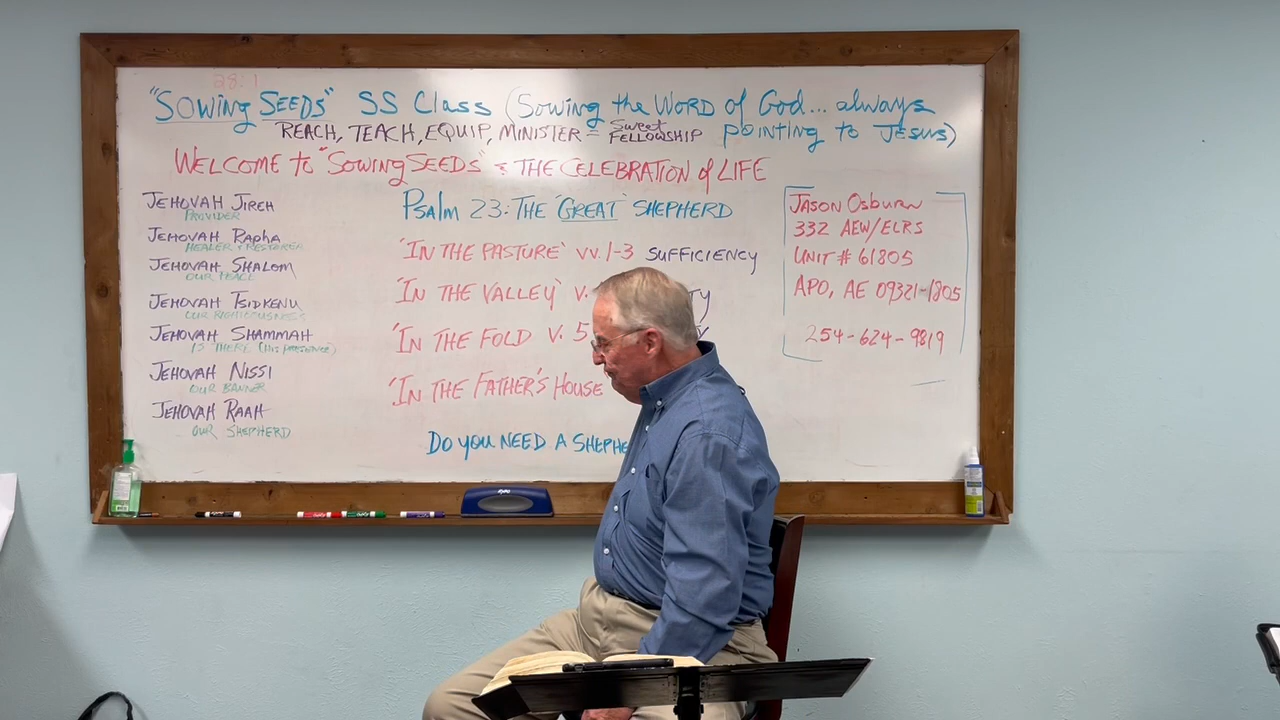 28:1
"SOWING SEEDS" SS Class (SOWING the WORD of God... always
pointing to JESUS)
REACH, TEACH, EQUIP, MINISTER = Sweet FELLOWSHIP
WELCOME to "SOWING SEEDS" & THE CELEBRATION of LIFE
JEHOVAH JIREH
PROVIDER
JEHOVAH Rapha
HEALER & RESTORER
JEHOVAH SHALOM
OUR PEACE
JEHOVAH TSIDKENU
OUR RIGHTEOUSNESS
JEHOVAH SHAMMAH
IS THERE (His presence)
JEHOVAH NISSI
OUR BANNER
JEHOVAH RAAH
OUR SHEPHERD
Psalm 23 · THE 'GREAT' SHEPHERD
'IN THE PASTURE' vv. 1-3 SUFFICIENCY
'IN THE VALLEY' v.
'IN THE FOLD v. 5
'IN THE FATHER'S HOUSE
DO YOU NEED A SHEPHE
JASON OSBURN
332 AEW/ELRS
UNIT # 61805
APO, AE 09321-1805
254-624-9819